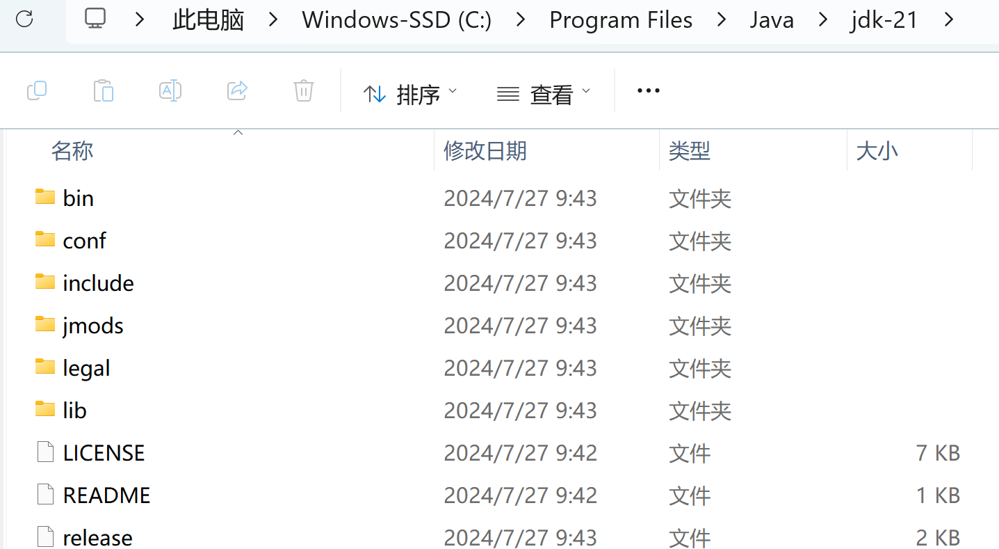 此电脑 > Windows-SSD (C:) > Program Files > Java > jdk-21 >
排序 查看 •••
名称 修改日期 类型 大小
bin 2024/7/27 9:43 文件夹
conf 2024/7/27 9:43 文件夹
include 2024/7/27 9:43 文件夹
jmods 2024/7/27 9:43 文件夹
legal 2024/7/27 9:43 文件夹
lib 2024/7/27 9:43 文件夹
LICENSE 2024/7/27 9:42 文件 7 KB
README 2024/7/27 9:42 文件 1 KB
release 2024/7/27 9:43 文件 2 KB